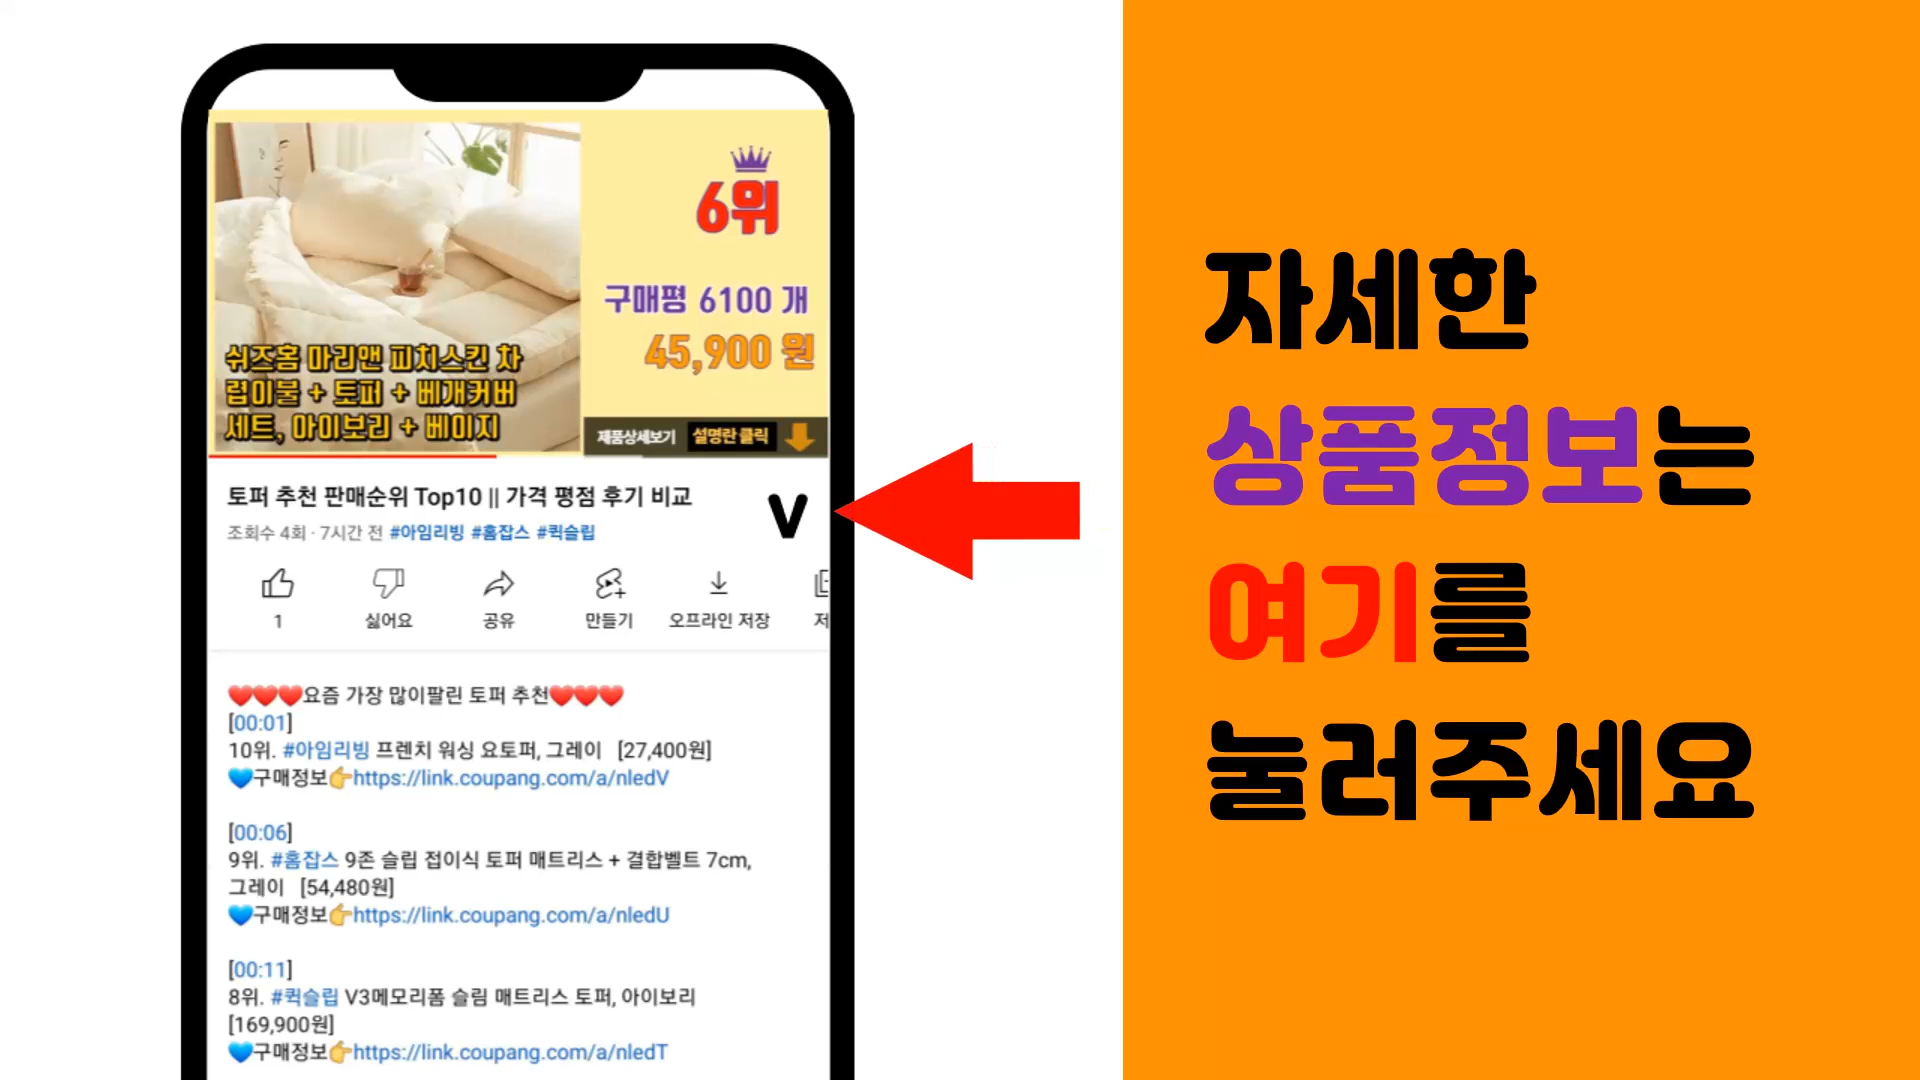 6위
구매평 6100 개
45,900 원
쉬즈홈 마리앤 피치스킨 차
렵이불 + 토퍼 + 베개커버
세트, 아이보리 + 베이지
제품상세보기 설명란 클릭
토퍼 추천 판매순위 Top10 || 가격 평점 후기 비교
V
조회수 4회 · 7시간 전 #아임리빙 #홈잡스 #퀵슬립
1 싫어요 공유 만들기 오프라인 저장 저
❤❤❤요즘 가장 많이팔린 토퍼 추천❤❤❤
[00:01]
10위. #아임리빙 프렌치 워싱 요토퍼, 그레이 [27,400원]
💙구매정보👉https://link.coupang.com/a/nledV
[00:06]
9위. #홈잡스 9존 슬립 접이식 토퍼 매트리스 + 결합벨트 7cm,
그레이 [54,480원]
💙구매정보👉https://link.coupang.com/a/nledU
[00:11]
8위. #퀵슬립 V3메모리폼 슬림 매트리스 토퍼, 아이보리
[169,900원]
💙구매정보👉https://link.coupang.com/a/nledT
자세한
상품정보는
여기를
눌러주세요